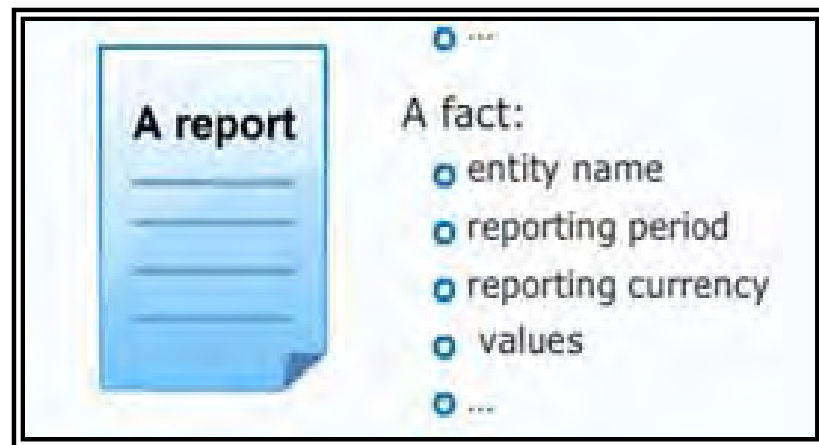 A report
...
A fact:
entity name
reporting period
reporting currency
values
...